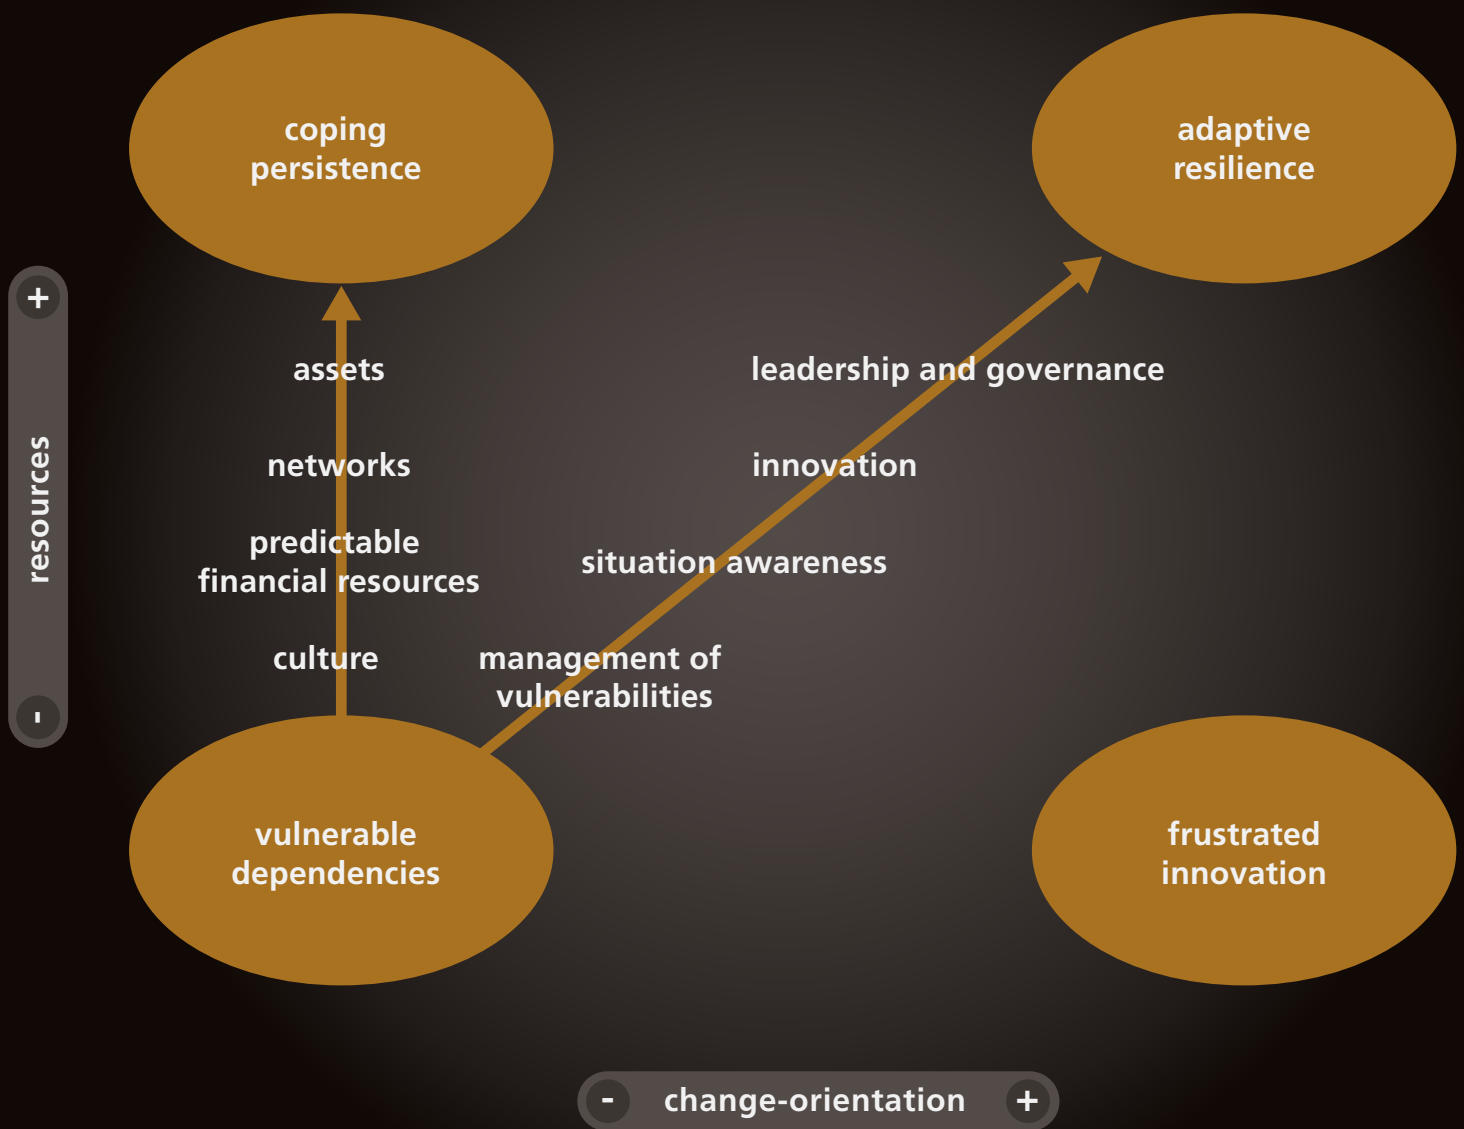 coping
persistence
adaptive
resilience
+
resources
-
assets
networks
predictable
financial resources
culture
leadership and governance
innovation
situation awareness
management of
vulnerabilities
vulnerable
dependencies
frustrated
innovation
- change-orientation +